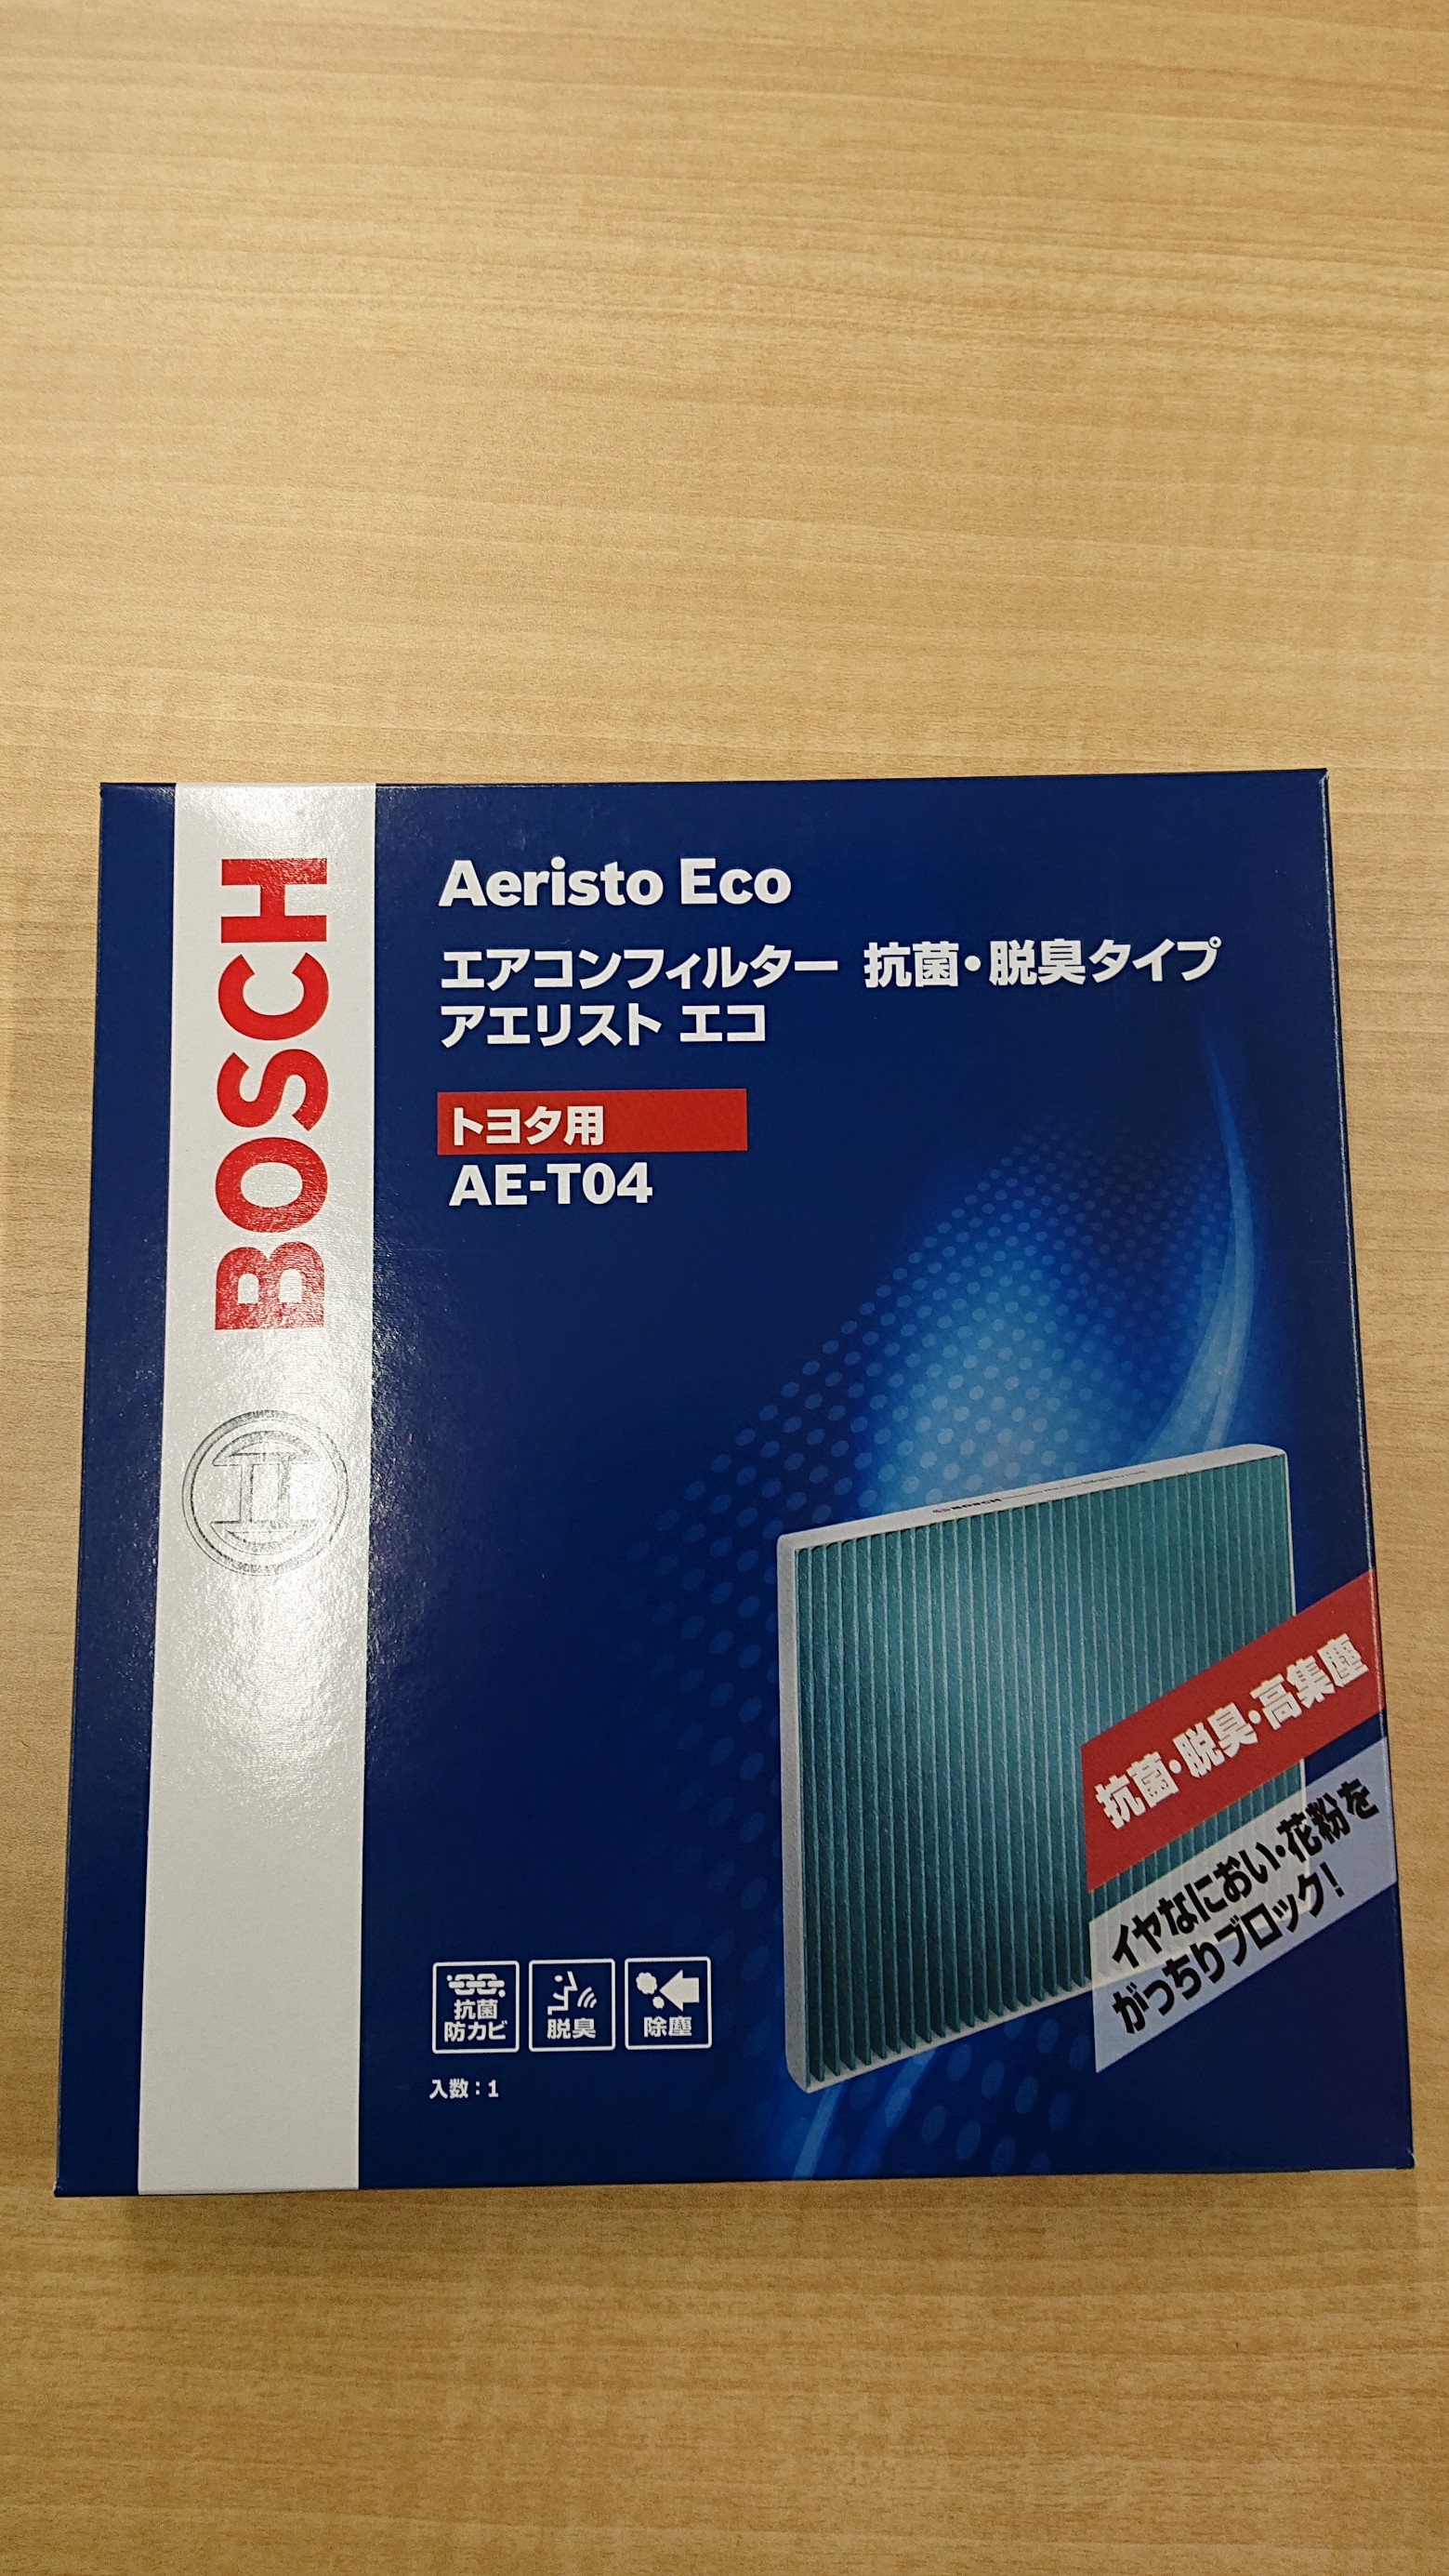 BOSCH
Aeristo Eco
エアコンフィルター 抗菌・脱臭タイプ
アエリスト エコ
トヨタ用
AE-T04
BOSCH
抗菌・脱臭・高集塵
イヤなにおい・花粉を
がっちりブロック!
抗菌
防カビ
脱臭
除塵
入数：1